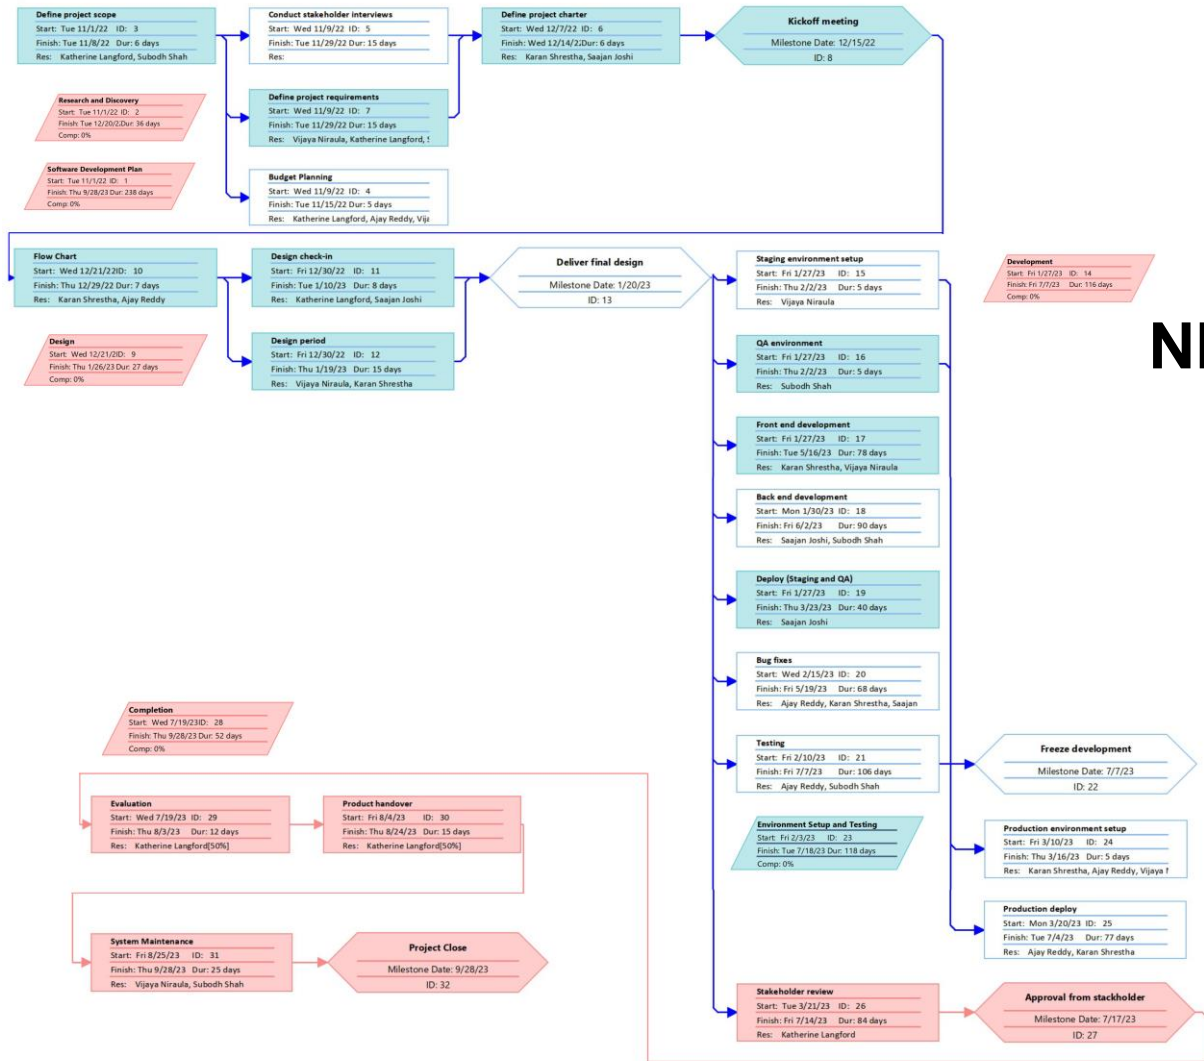 Define project scope
Start: Tue 11/1/22 ID: 3
Finish: Tue 11/8/22 Dur: 6 days
Res: Katherine Langford, Subodh Shah
Conduct stakeholder interviews
Start: Wed 11/9/22 ID: 5
Finish: Tue 11/29/22 Dur: 15 days
Res:
Define project charter
Start: Wed 12/7/22 ID: 6
Finish: Wed 12/14/22 Dur: 6 days
Res: Karan Shrestha, Saajan Joshi
Kickoff meeting
Milestone Date: 12/15/22
ID: 8
Research and Discovery
Start: Tue 11/1/22 ID: 2
Finish: Tue 12/20/22 Dur: 36 days
Comp: 0%
Define project requirements
Start: Wed 11/9/22 ID: 7
Finish: Tue 11/29/22 Dur: 15 days
Res: Vijaya Niraula, Katherine Langford, S
Software Development Plan
Start: Tue 11/1/22 ID: 1
Finish: Thu 9/28/23 Dur: 238 days
Comp: 0%
Budget Planning
Start: Wed 11/9/22 ID: 4
Finish: Tue 11/15/22 Dur: 5 days
Res: Katherine Langford, Ajay Reddy, Vija
Flow Chart
Start: Wed 12/21/22 ID: 10
Finish: Thu 12/29/22 Dur: 7 days
Res: Karan Shrestha, Ajay Reddy
Design check-in
Start: Fri 12/30/22 ID: 11
Finish: Tue 1/10/23 Dur: 8 days
Res: Katherine Langford, Saajan Joshi
Deliver final design
Milestone Date: 1/20/23
ID: 13
Staging environment setup
Start: Fri 1/27/23 ID: 15
Finish: Thu 2/2/23 Dur: 5 days
Res: Vijaya Niraula
Development
Start: Fri 1/27/23 ID: 14
Finish: Fri 7/7/23 Dur: 116 days
Comp: 0%
Design
Start: Wed 12/21/2 ID: 9
Finish: Thu 1/26/23 Dur: 27 days
Comp: 0%
Design period
Start: Fri 12/30/22 ID: 12
Finish: Thu 1/19/23 Dur: 15 days
Res: Vijaya Niraula, Karan Shrestha
QA environment
Start: Fri 1/27/23 ID: 16
Finish: Thu 2/2/23 Dur: 5 days
Res: Subodh Shah
Front end development
Start: Fri 1/27/23 ID: 17
Finish: Tue 5/16/23 Dur: 78 days
Res: Karan Shrestha, Vijaya Niraula
Back end development
Start: Mon 1/30/23 ID: 18
Finish: Fri 6/2/23 Dur: 90 days
Res: Saajan Joshi, Subodh Shah
Deploy (Staging and QA)
Start: Fri 1/27/23 ID: 19
Finish: Thu 3/23/23 Dur: 40 days
Res: Saajan Joshi
Bug fixes
Start: Wed 2/15/23 ID: 20
Finish: Fri 5/19/23 Dur: 68 days
Res: Ajay Reddy, Karan Shrestha, Saajan
Completion
Start: Wed 7/19/23 ID: 28
Finish: Thu 9/28/23 Dur: 52 days
Comp: 0%
Testing
Start: Fri 2/10/23 ID: 21
Finish: Fri 7/7/23 Dur: 106 days
Res: Ajay Reddy, Subodh Shah
Freeze development
Milestone Date: 7/7/23
ID: 22
Evaluation
Start: Wed 7/19/23 ID: 29
Finish: Thu 8/3/23 Dur: 12 days
Res: Katherine Langford[50%]
Product handover
Start: Fri 8/4/23 ID: 30
Finish: Thu 8/24/23 Dur: 15 days
Res: Katherine Langford[50%]
Environment Setup and Testing
Start: Fri 2/3/23 ID: 23
Finish: Tue 7/18/23 Dur: 118 days
Comp: 0%
Production environment setup
Start: Fri 3/10/23 ID: 24
Finish: Thu 3/16/23 Dur: 5 days
Res: Karan Shrestha, Ajay Reddy, Vijaya
Production deploy
Start: Mon 3/20/23 ID: 25
Finish: Tue 7/4/23 Dur: 77 days
Res: Ajay Reddy, Karan Shrestha
System Maintenance
Start: Fri 8/25/23 ID: 31
Finish: Thu 9/28/23 Dur: 25 days
Res: Vijaya Niraula, Subodh Shah
Project Close
Milestone Date: 9/28/23
ID: 32
Stakeholder review
Start: Tue 3/21/23 ID: 26
Finish: Fri 7/14/23 Dur: 84 days
Res: Katherine Langford
Approval from stackholder
Milestone Date: 7/17/23
ID: 27